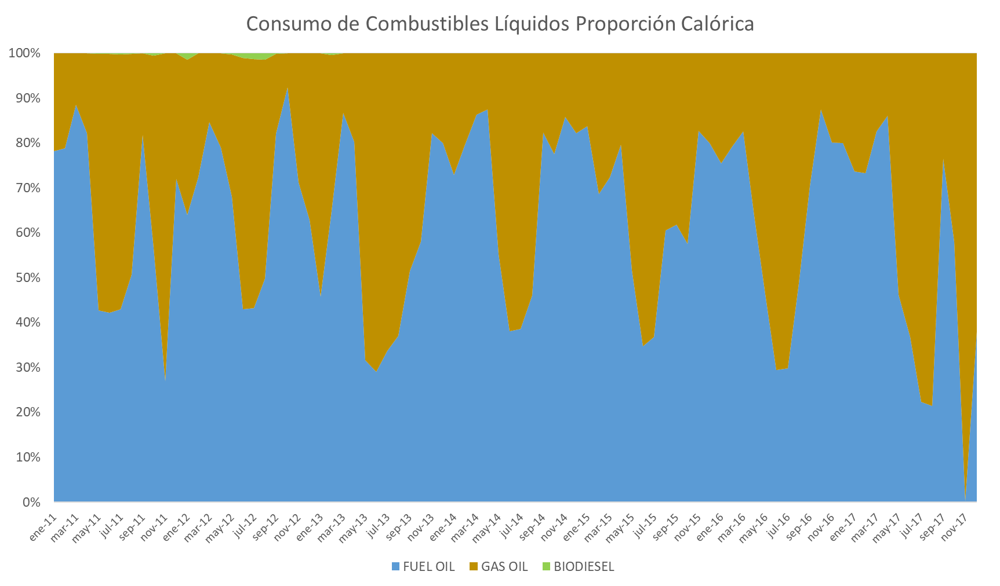 Consumo de Combustibles Líquidos Proporción Calórica
100%
90%
80%
70%
60%
50%
40%
30%
20%
10%
0%
ene-11
mar-11
may-11
jul-11
sep-11
nov-11
ene-12
mar-12
may-12
jul-12
sep-12
nov-12
ene-13
mar-13
may-13
jul-13
sep-13
nov-13
ene-14
mar-14
may-14
jul-14
sep-14
nov-14
ene-15
mar-15
may-15
jul-15
sep-15
nov-15
ene-16
mar-16
may-16
jul-16
sep-16
nov-16
ene-17
mar-17
may-17
jul-17
sep-17
nov-17
FUEL OIL GAS OIL BIODIESEL